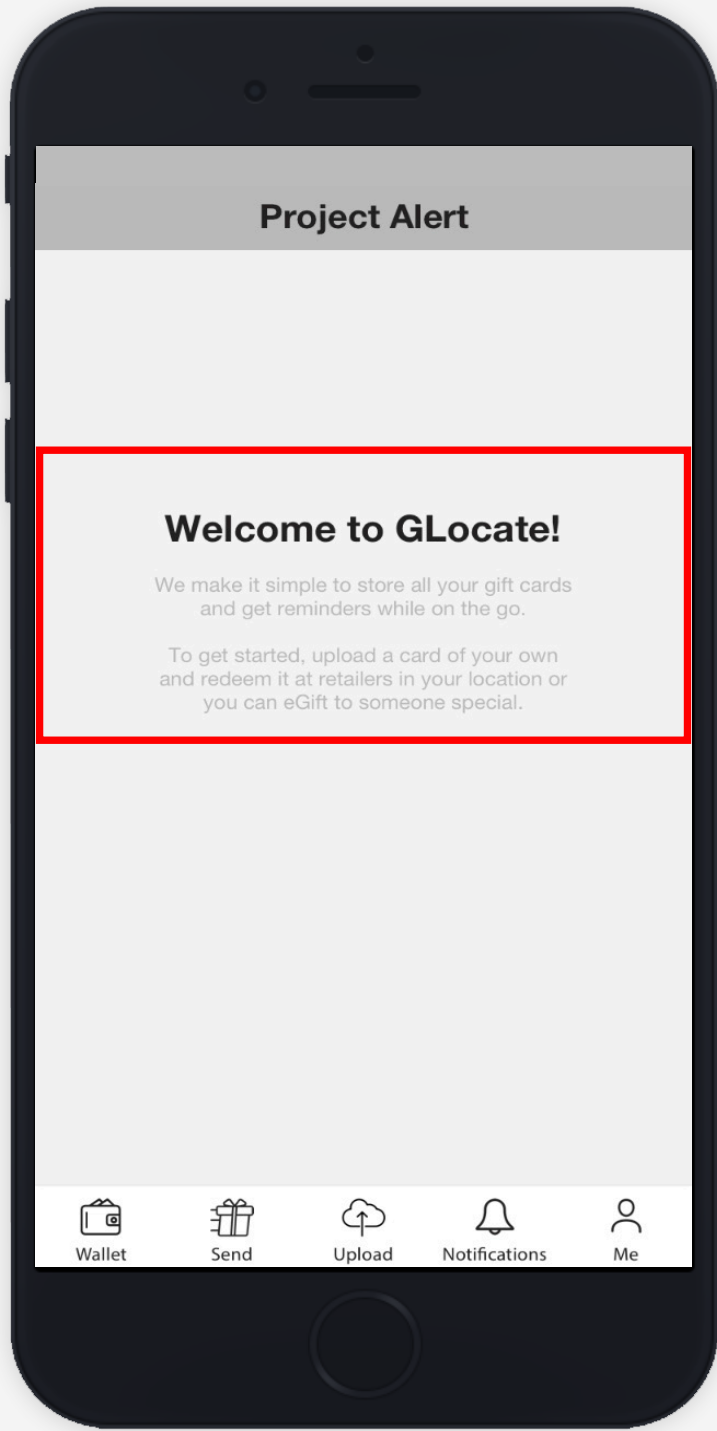 Project Alert
Welcome to GLocate!
We make it simple to store all your gift cards
and get reminders while on the go.
To get started, upload a card of your own
and redeem it at retailers in your location or
you can eGift to someone special.
Wallet
Send
Upload
Notifications
Me